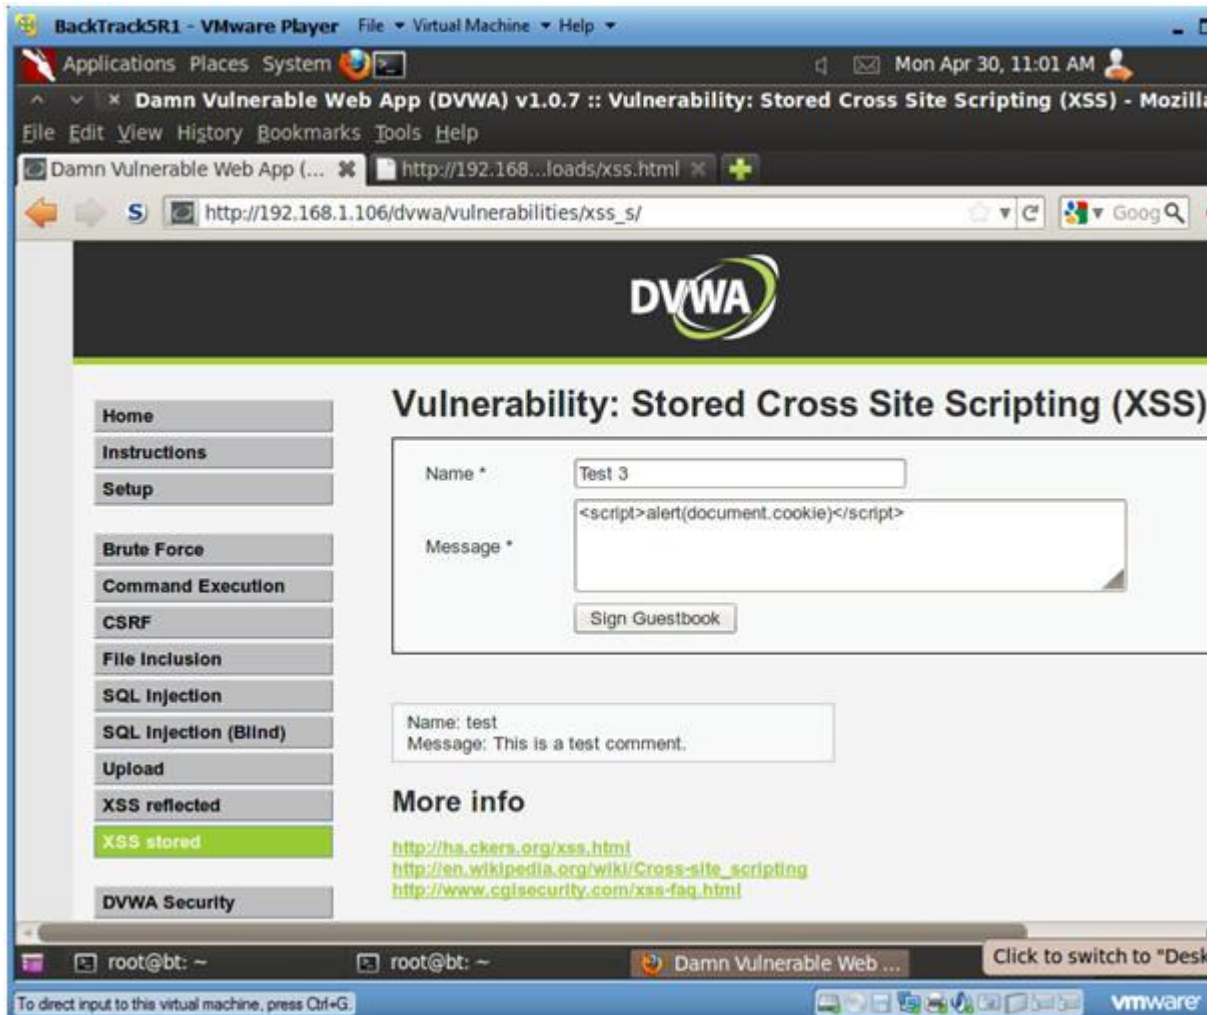 BackTrack5R1 - VMware Player File Virtual Machine Help
Applications Places System Mon Apr 30, 11:01 AM
Damn Vulnerable Web App (DVWA) v1.0.7 :: Vulnerability: Stored Cross Site Scripting (XSS) - Mozilla
File Edit View History Bookmarks Tools Help
Damn Vulnerable Web App (... http://192.168...loads/xss.html
http://192.168.1.106/dvwa/vulnerabilities/xss_s/ Goog
DVWA
Home
Instructions
Setup
Brute Force
Command Execution
CSRF
File Inclusion
SQL Injection
SQL Injection (Blind)
Upload
XSS reflected
XSS stored
DVWA Security
Vulnerability: Stored Cross Site Scripting (XSS)
Name * Test 3
Message * <script>alert(document.cookie)</script>
Sign Guestbook
Name: test
Message: This is a test comment.
More info
http://ha.ckers.org/xss.html
http://en.wikipedia.org/wiki/Cross-site_scripting
http://www.cgisecurity.com/xss-faq.html
root@bt: ~ root@bt: ~ Damn Vulnerable Web ... Click to switch to "Desk
To direct input to this virtual machine, press Ctrl+G. vmware